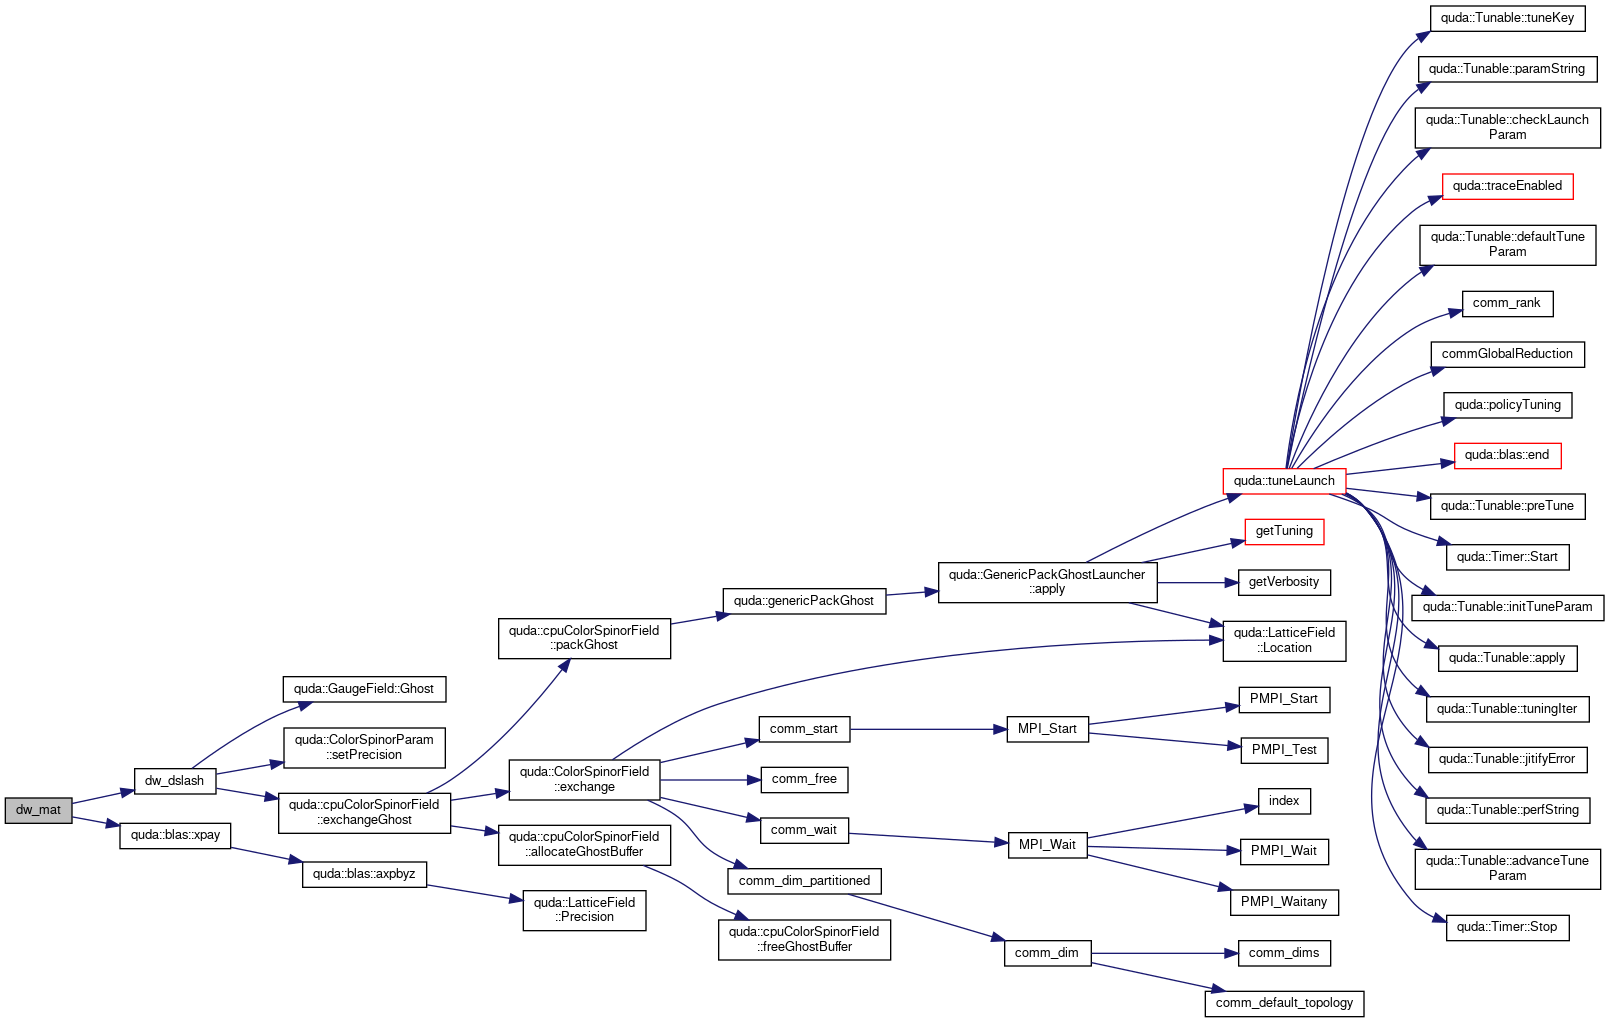 dw_mat
dw_dslash
quda::blas::xpay
quda::GaugeField::Ghost
quda::ColorSpinorParam
::setPrecision
quda::cpuColorSpinorField
::exchangeGhost
quda::blas::axpbyz
quda::cpuColorSpinorField
::packGhost
quda::ColorSpinorField
::exchange
quda::cpuColorSpinorField
::allocateGhostBuffer
quda::LatticeField
::Precision
quda::genericPackGhost
comm_start
comm_free
comm_wait
comm_dim_partitioned
quda::cpuColorSpinorField
::freeGhostBuffer
quda::GenericPackGhostLauncher
::apply
MPI_Start
MPI_Wait
comm_dim
quda::tuneLaunch
getTuning
getVerbosity
quda::LatticeField
::Location
PMPI_Start
PMPI_Test
index
PMPI_Wait
PMPI_Waitany
comm_dims
comm_default_topology
quda::Tunable::tuneKey
quda::Tunable::paramString
quda::Tunable::checkLaunch
Param
quda::traceEnabled
quda::Tunable::defaultTune
Param
comm_rank
commGlobalReduction
quda::policyTuning
quda::blas::end
quda::Tunable::preTune
quda::Timer::Start
quda::Tunable::initTuneParam
quda::Tunable::apply
quda::Tunable::tuningIter
quda::Tunable::jitifyError
quda::Tunable::perfString
quda::Tunable::advanceTune
Param
quda::Timer::Stop